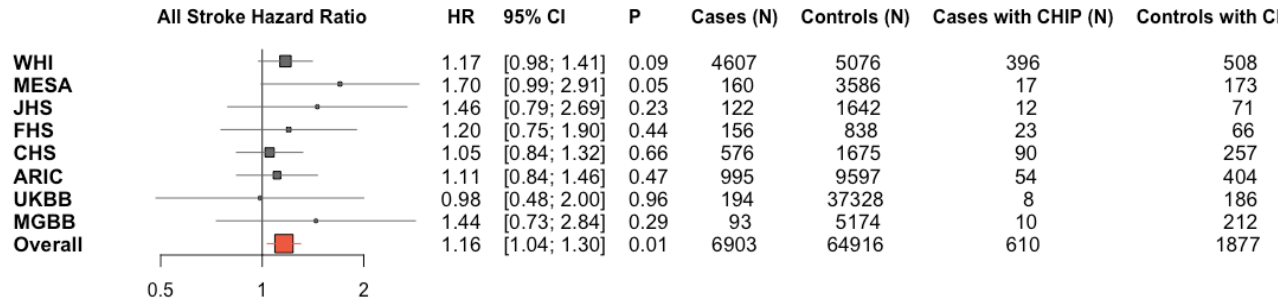 All Stroke Hazard Ratio HR 95% CI P Cases (N) Controls (N) Cases with CHIP (N) Controls with
WHI 1.17 [0.98; 1.41] 0.09 4607 5076 396 508
MESA 1.70 [0.99; 2.91] 0.05 160 3586 17 173
JHS 1.46 [0.79; 2.69] 0.23 122 1642 12 71
FHS 1.20 [0.75; 1.90] 0.44 156 838 23 66
CHS 1.05 [0.84; 1.32] 0.66 576 1675 90 257
ARIC 1.11 [0.84; 1.46] 0.47 995 9597 54 404
UKBB 0.98 [0.48; 2.00] 0.96 194 37328 8 186
MGBB 1.44 [0.73; 2.84] 0.29 93 5174 10 212
Overall 1.16 [1.04; 1.30] 0.01 6903 64916 610 1877
0.5 1 2